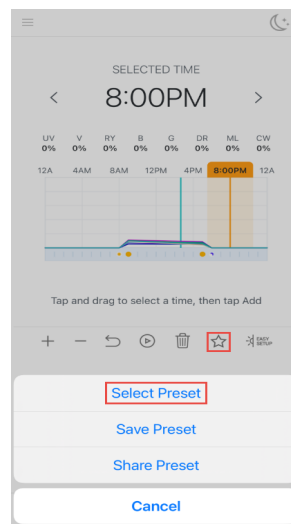 SELECTED TIME
8:00PM
UV V RY B G DR ML CW
0% 0% 0% 0% 0% 0% 0% 0%
12A 4AM 8AM 12PM 4PM 8:00PM 12A
Tap and drag to select a time, then tap Add
EASY
SETUP
Select Preset
Save Preset
Share Preset
Cancel